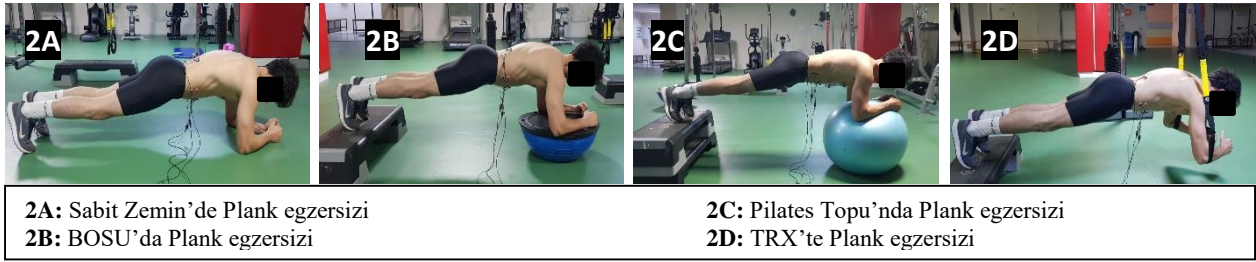 2A
2B
2C
2D
2A: Sabit Zemin’de Plank egzersizi
2C: Pilates Topu’nda Plank egzersizi
2B: BOSU’da Plank egzersizi
2D: TRX’te Plank egzersizi